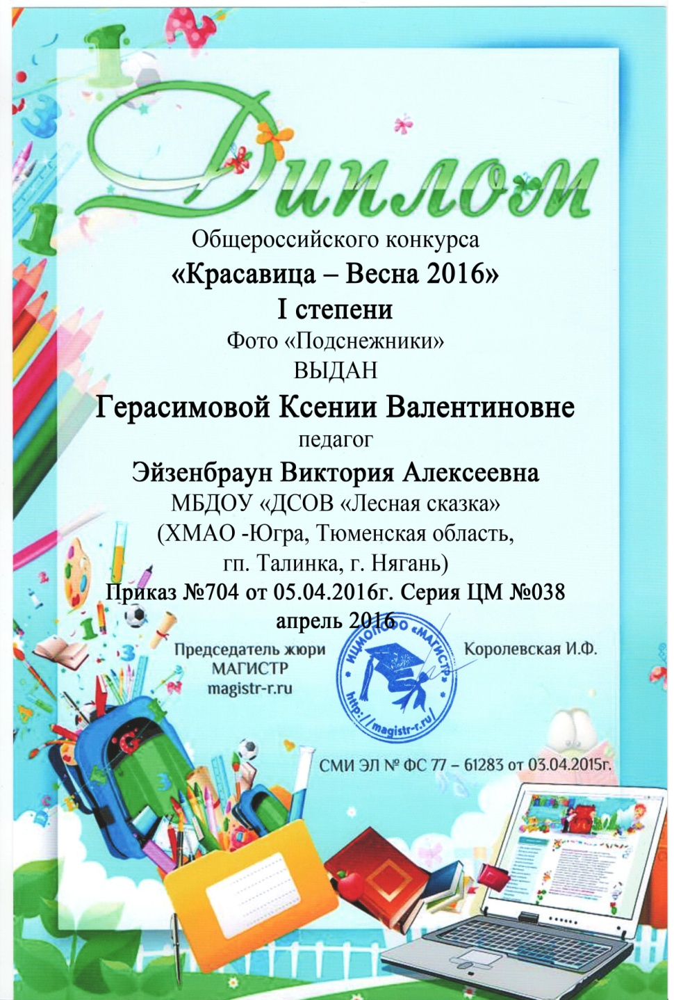 Диплом
Общероссийского конкурса
«Красавица – Весна 2016»
I степени
Фото «Подснежники»
ВЫДАН
Герасимовой Ксении Валентиновне
педагог
Эйзенбраун Виктория Алексеевна
МБДОУ «ДСОВ «Лесная сказка»
(ХМАО -Югра, Тюменская область,
гп. Талинка, г. Нягань)
Приказ №704 от 05.04.2016г. Серия ЦМ №038
апрель 2016
Председатель жюри
МАГИСТР
magistr-r.ru
ИЦМОПОФО «МАГИСТР»
http://magistr-r.ru/
Королевская И.Ф.
СМИ ЭЛ № ФС 77 – 61283 от 03.04.2015г.